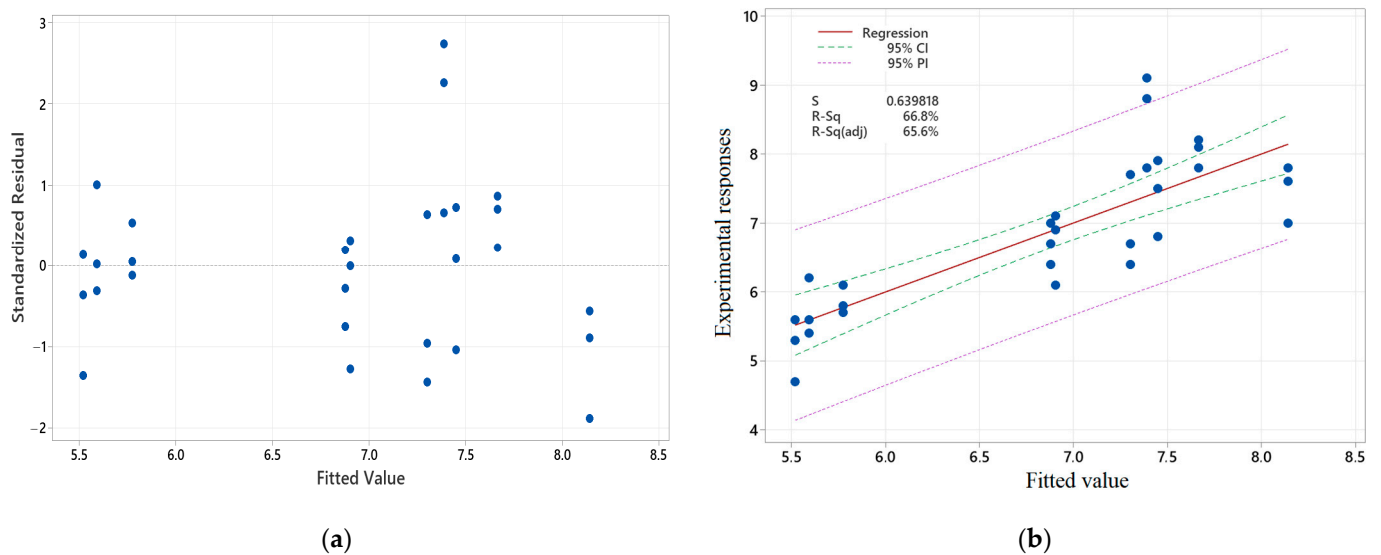 3
2
1
0
−1
−2
Standardized Residual
5.5 6.0 6.5 7.0 7.5 8.0 8.5
Fitted Value
(a)
10
9
8
7
6
5
4
Experimental responses
Regression
95% CI
95% PI
S 0.639818
R-Sq 66.8%
R-Sq(adj) 65.6%
5.5 6.0 6.5 7.0 7.5 8.0 8.5
Fitted value
(b)